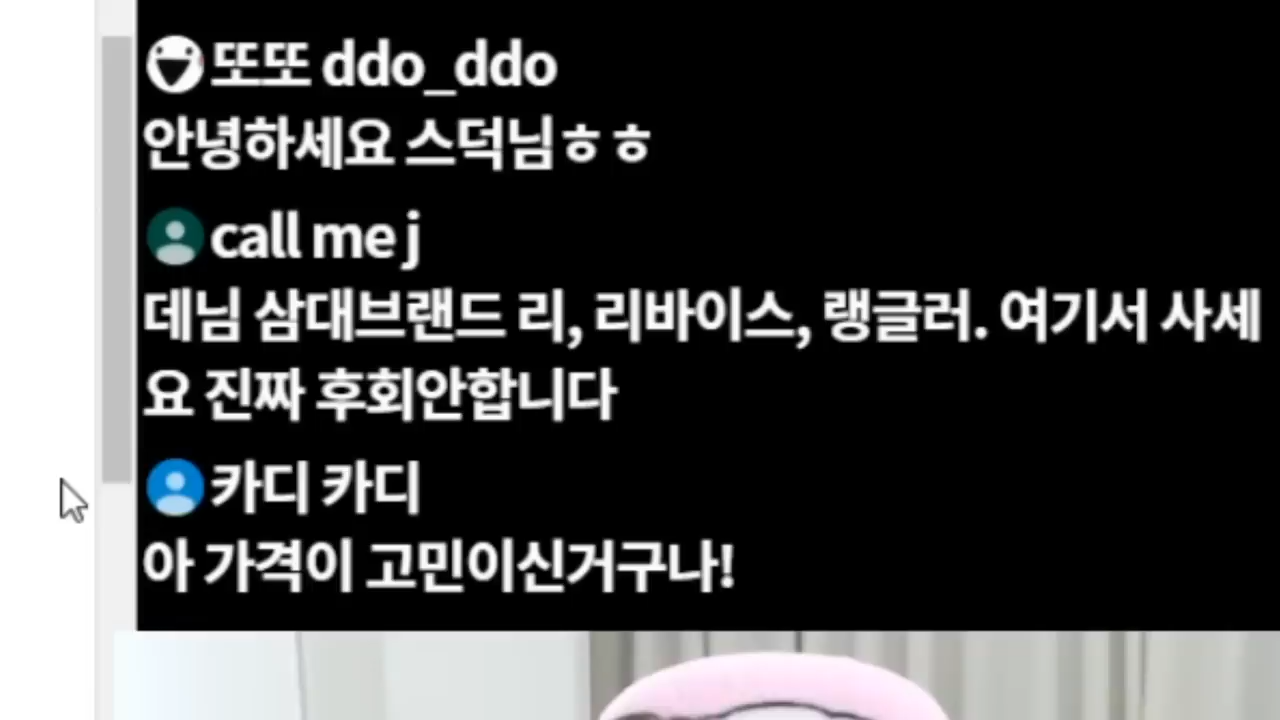 또또 ddo_ddo
안녕하세요 스덕님ㅎㅎ
call me j
데님 삼대브랜드 리, 리바이스, 랭글러. 여기서 사세
요 진짜 후회안합니다
카디 카디
아 가격이 고민이신거구나!